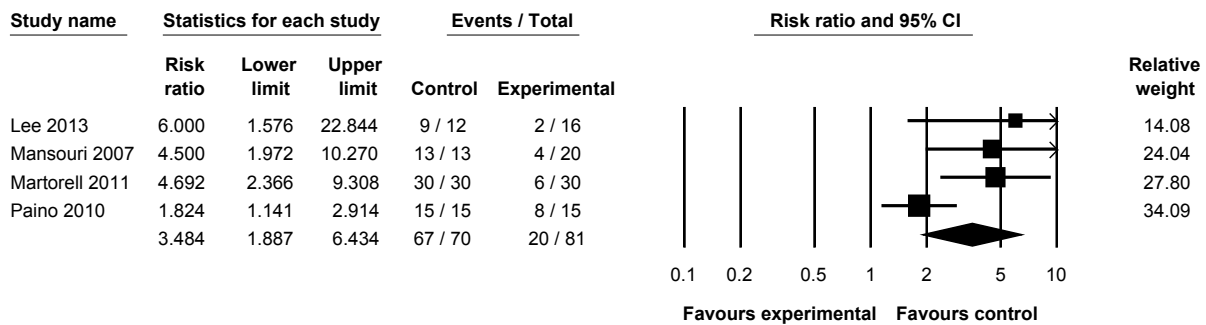 Study name Statistics for each study Events / Total Risk ratio and 95% CI
Risk Lower Upper Relative
ratio limit limit Control Experimental weight
Lee 2013 6.000 1.576 22.844 9 / 12 2 / 16 14.08
Mansouri 2007 4.500 1.972 10.270 13 / 13 4 / 20 24.04
Martorell 2011 4.692 2.366 9.308 30 / 30 6 / 30 27.80
Paino 2010 1.824 1.141 2.914 15 / 15 8 / 15 34.09
3.484 1.887 6.434 67 / 70 20 / 81
0.1 0.2 0.5 1 2 5 10
Favours experimental Favours control